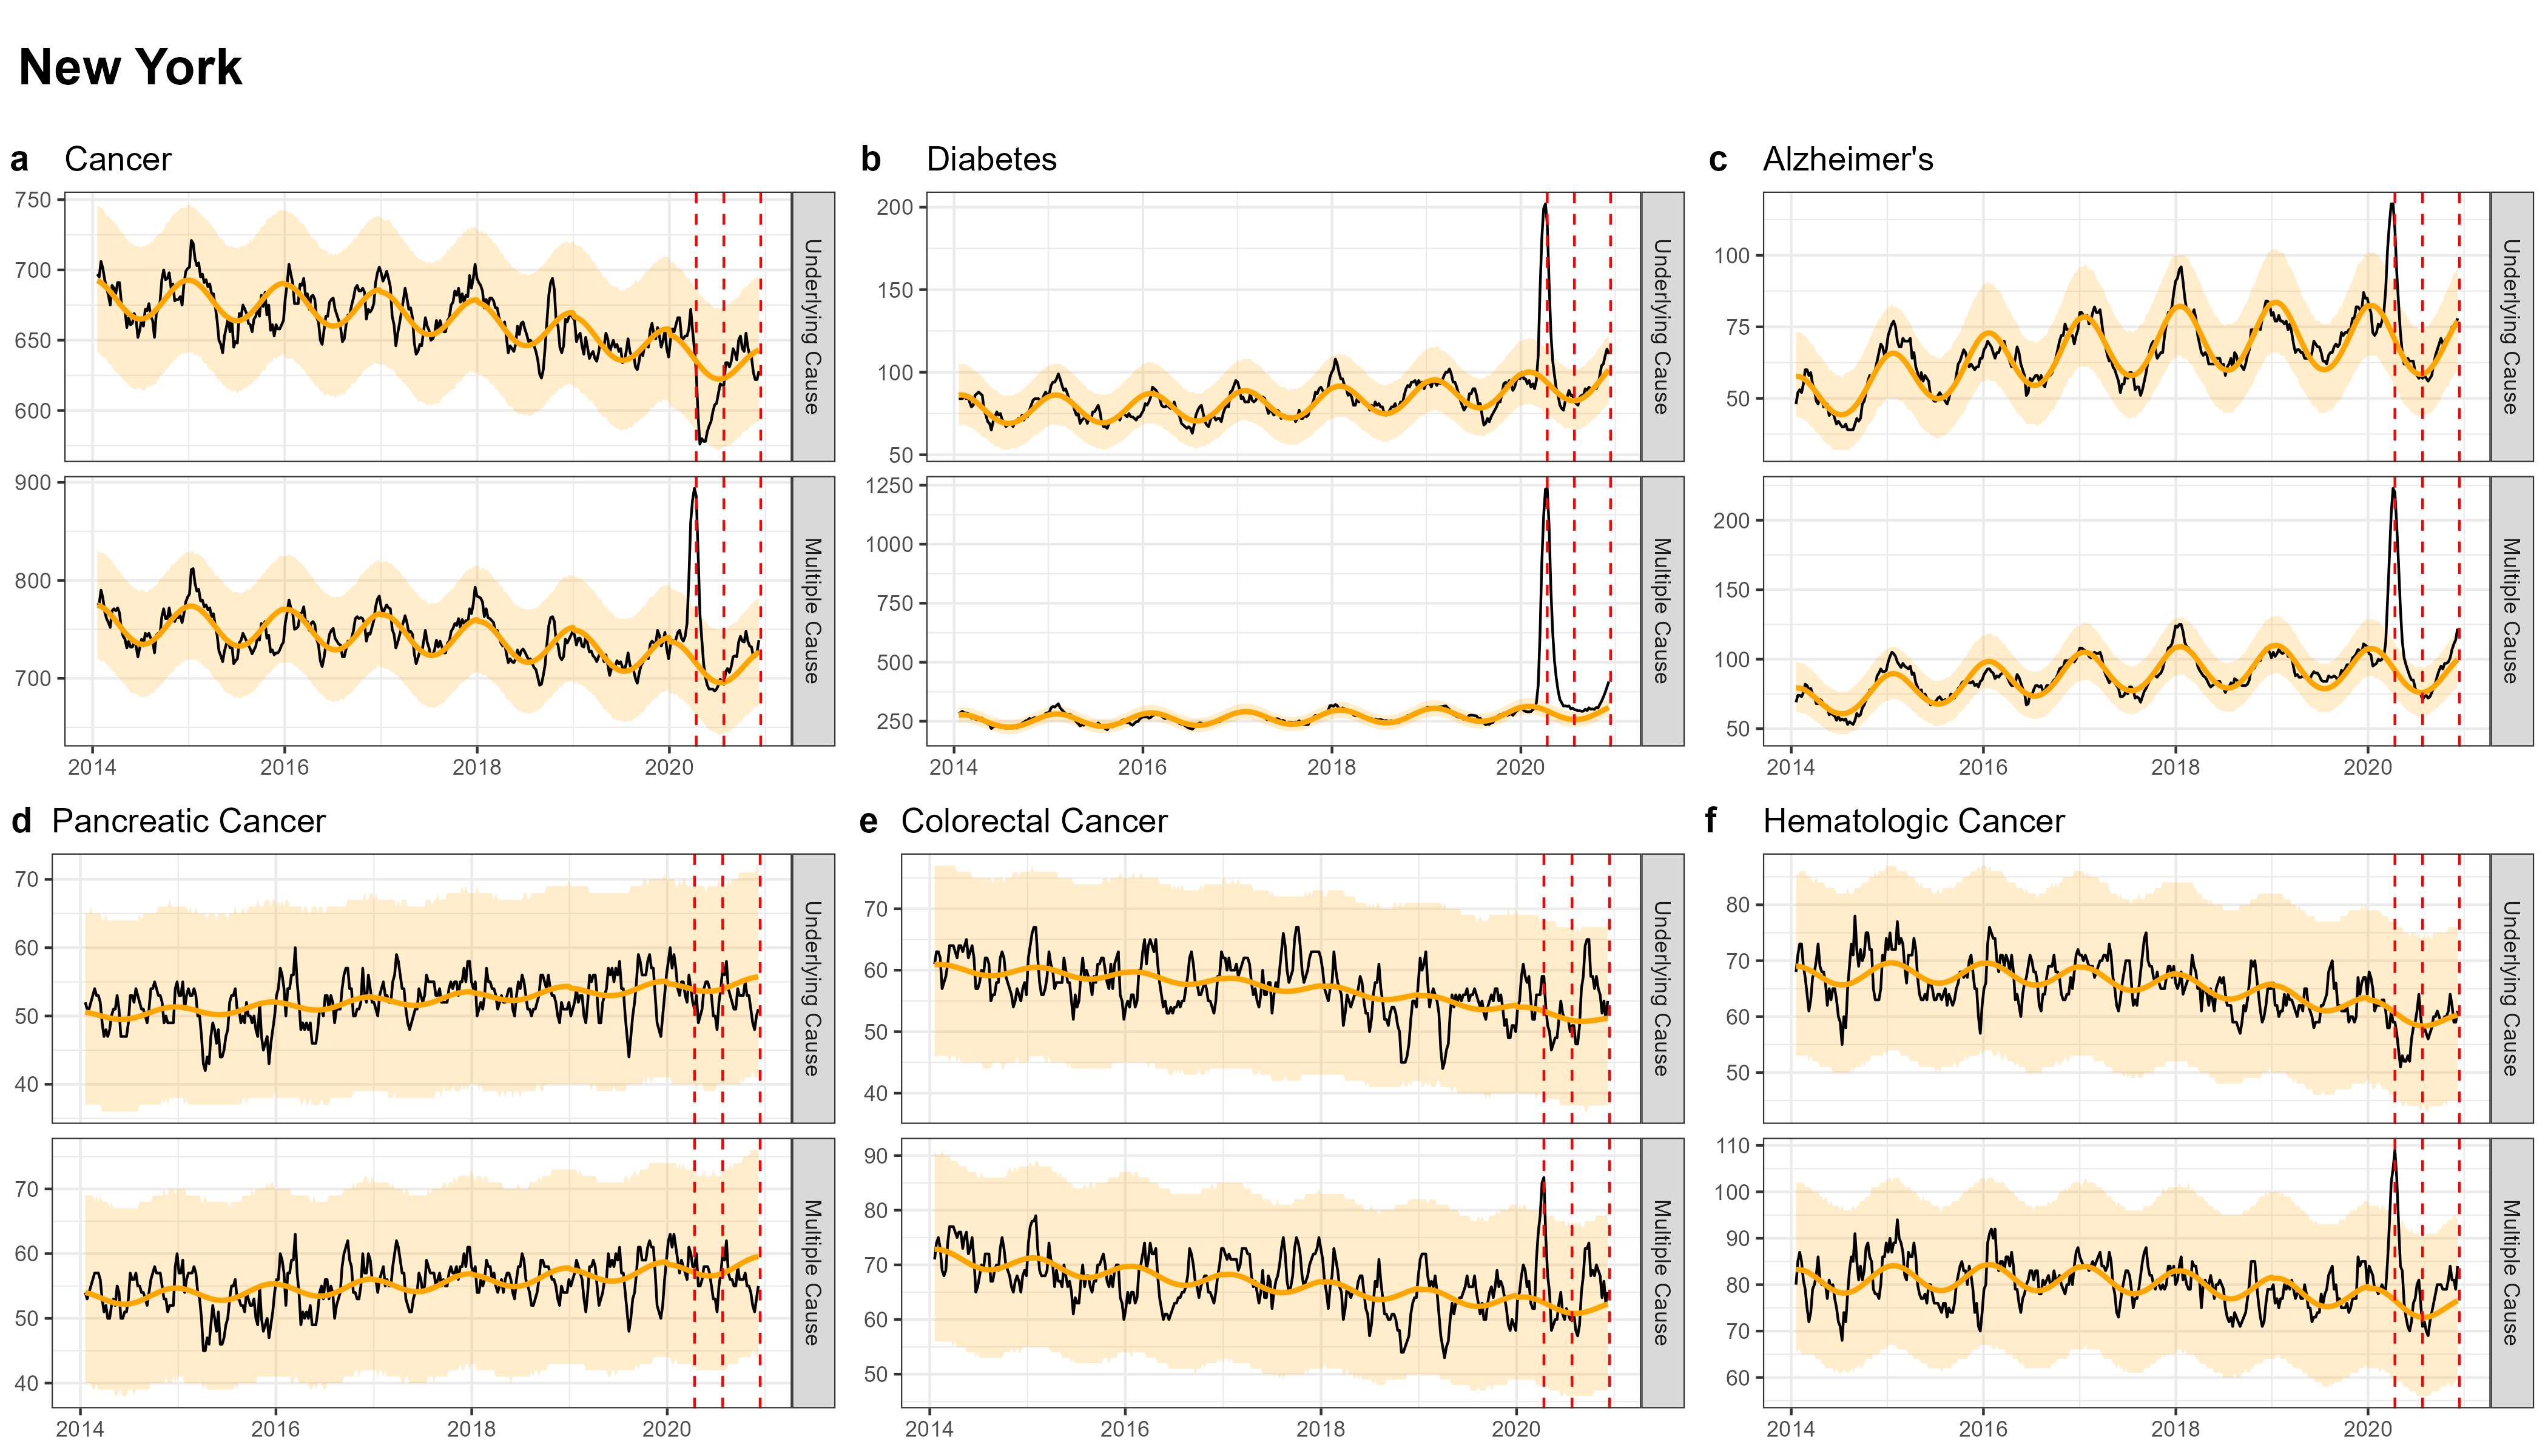 New York
a Cancer
750
700
650
600
Underlying Cause
900
800
700
Multiple Cause
2014 2016 2018 2020
b Diabetes
200
150
100
50
Underlying Cause
1250
1000
750
500
250
Multiple Cause
2014 2016 2018 2020
c Alzheimer's
100
75
50
Underlying Cause
200
150
100
50
Multiple Cause
2014 2016 2018 2020
d Pancreatic Cancer
70
60
50
40
Underlying Cause
70
60
50
40
Multiple Cause
2014 2016 2018 2020
e Colorectal Cancer
70
60
50
40
Underlying Cause
90
80
70
60
50
Multiple Cause
2014 2016 2018 2020
f Hematologic Cancer
80
70
60
50
Underlying Cause
110
100
90
80
70
60
Multiple Cause
2014 2016 2018 2020